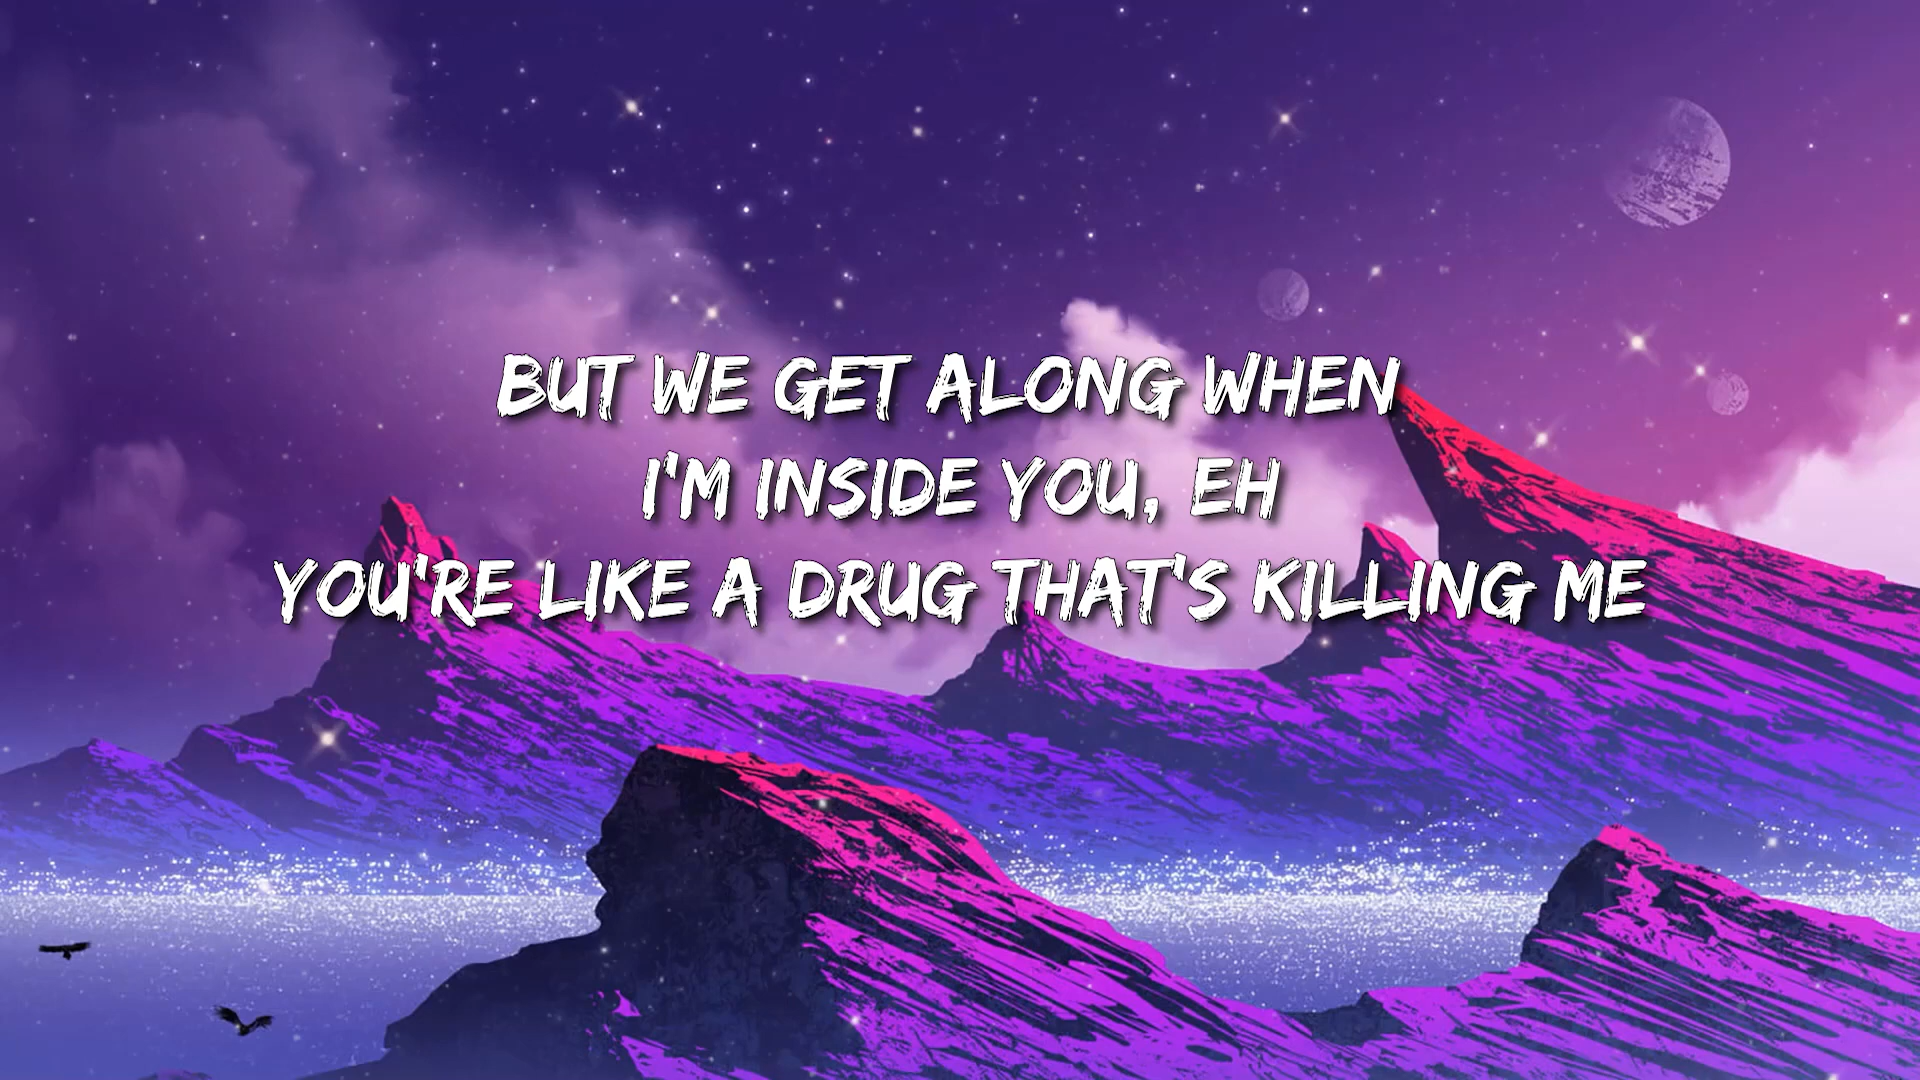 BUT WE GET ALONG WHEN
I'M INSIDE YOU, EH
YOU'RE LIKE A DRUG THAT'S KILLING ME